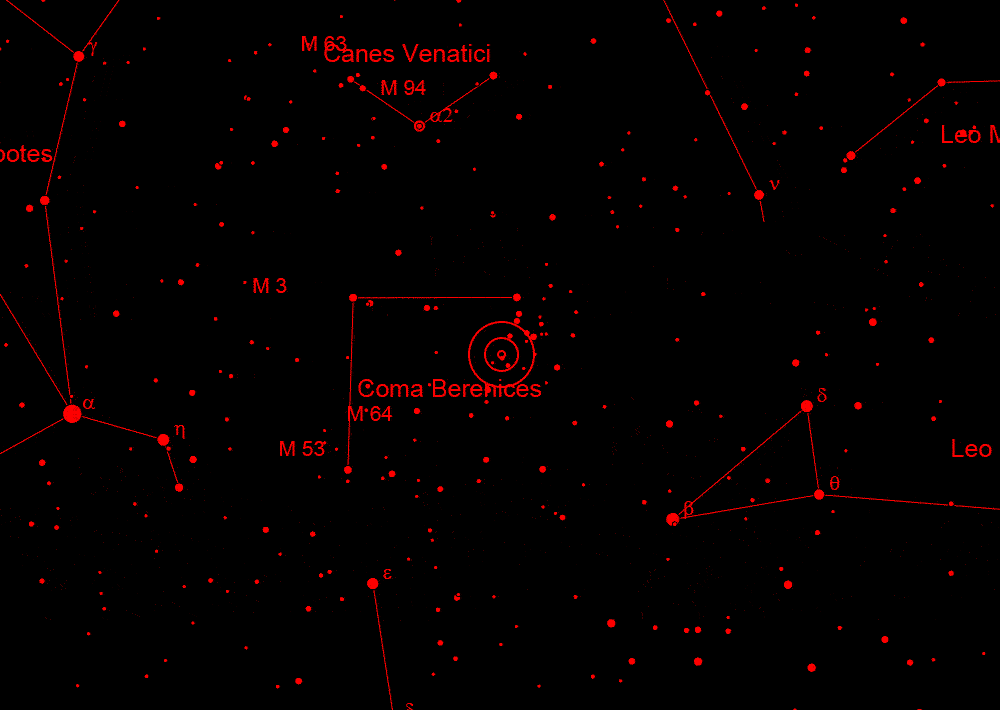 γ
M 63
Canes Venatici
M 94
α2
ootes
Leo M
ν
M 3
Coma Berenices
α
M 64
δ
η
M 53
Leo
θ
β
ε